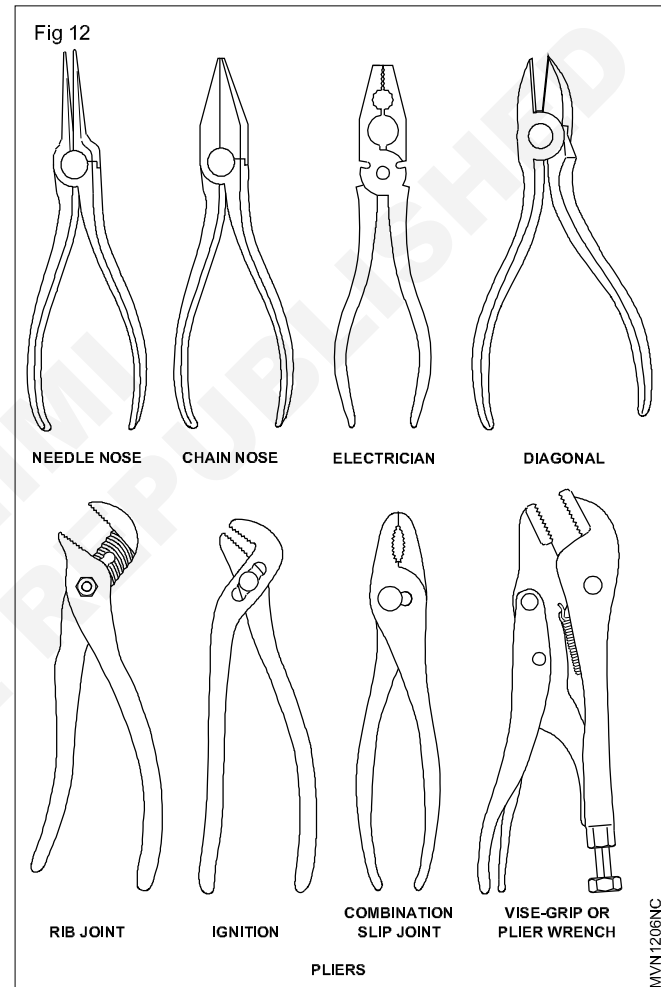 Fig 12
NEEDLE NOSE
CHAIN NOSE
ELECTRICIAN
DIAGONAL
RIB JOINT
IGNITION
COMBINATION
SLIP JOINT
VISE-GRIP OR
PLIER WRENCH
PLIERS
MVN1206NC